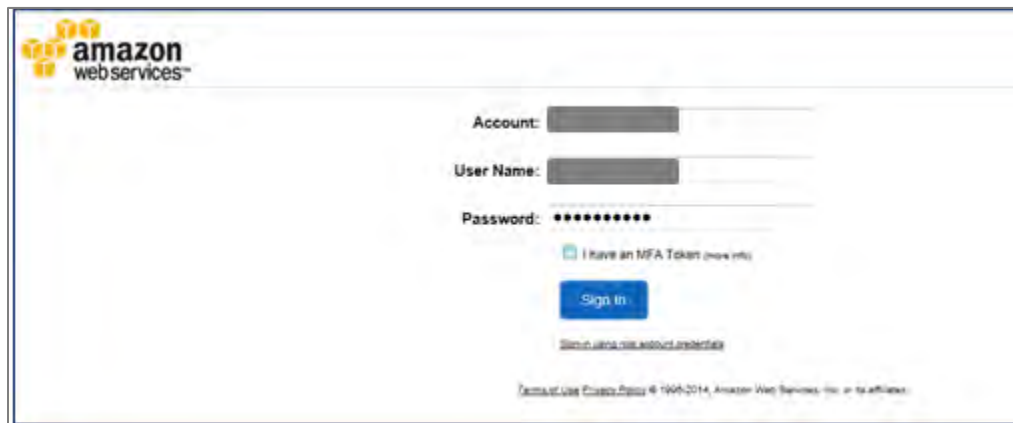 amazon
webservices™
Account:
User Name:
Password: ••••••••••
I have an MFA Token (more info)
Sign In
Sign-in using root account credentials
Terms of Use Privacy Policy © 1996-2014, Amazon Web Services, Inc. or its affiliates.